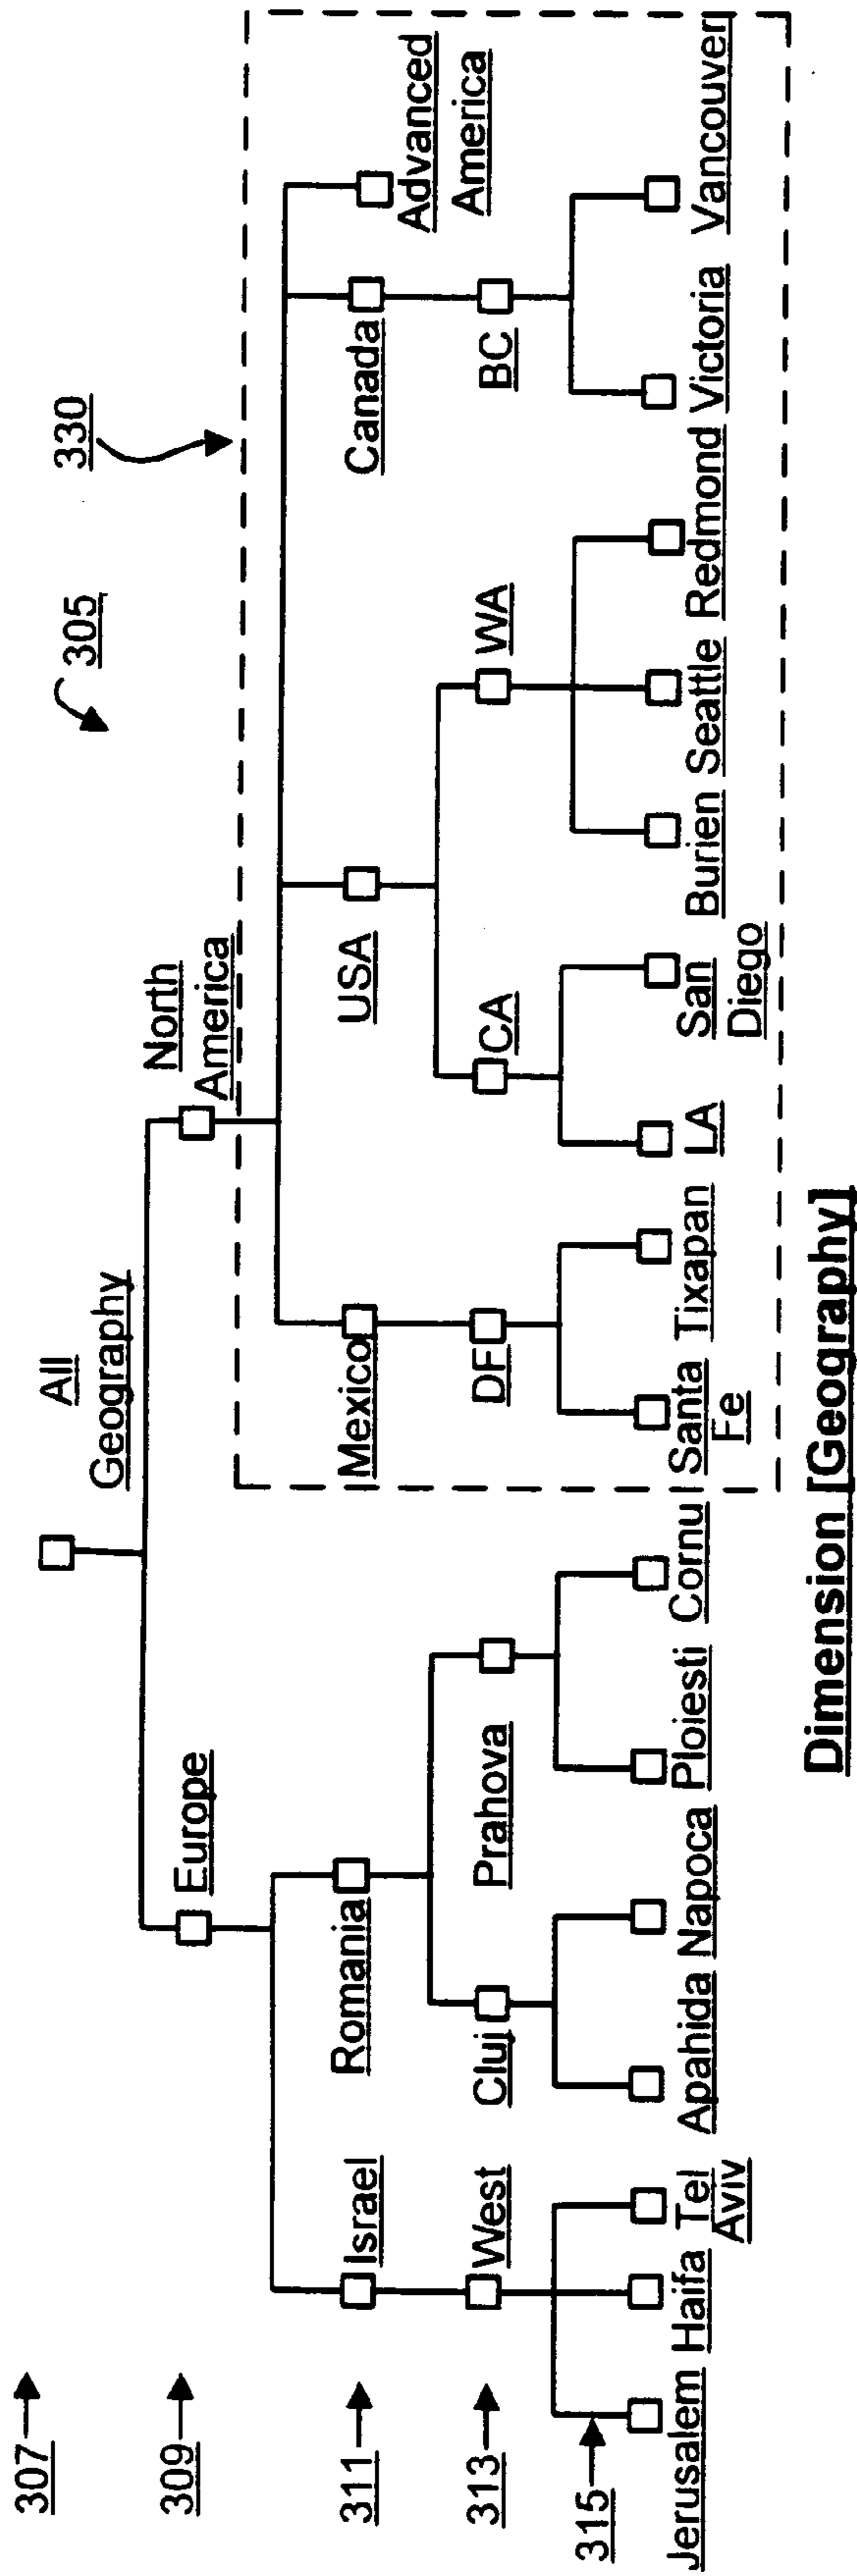 305
330
307
All
Geography
309
Europe
North
America
311
Israel
Romania
Mexico
USA
Canada
Advanced
America
313
West
Cluj
Prahova
DF
CA
WA
BC
315
Jerusalem
Haifa
Tel
Aviv
Apahida
Napoca
Ploiesti
Cornu
Santa
Fe
Tixapan
LA
San
Diego
Burien
Seattle
Redmond
Victoria
Vancouver
Dimension [Geography]